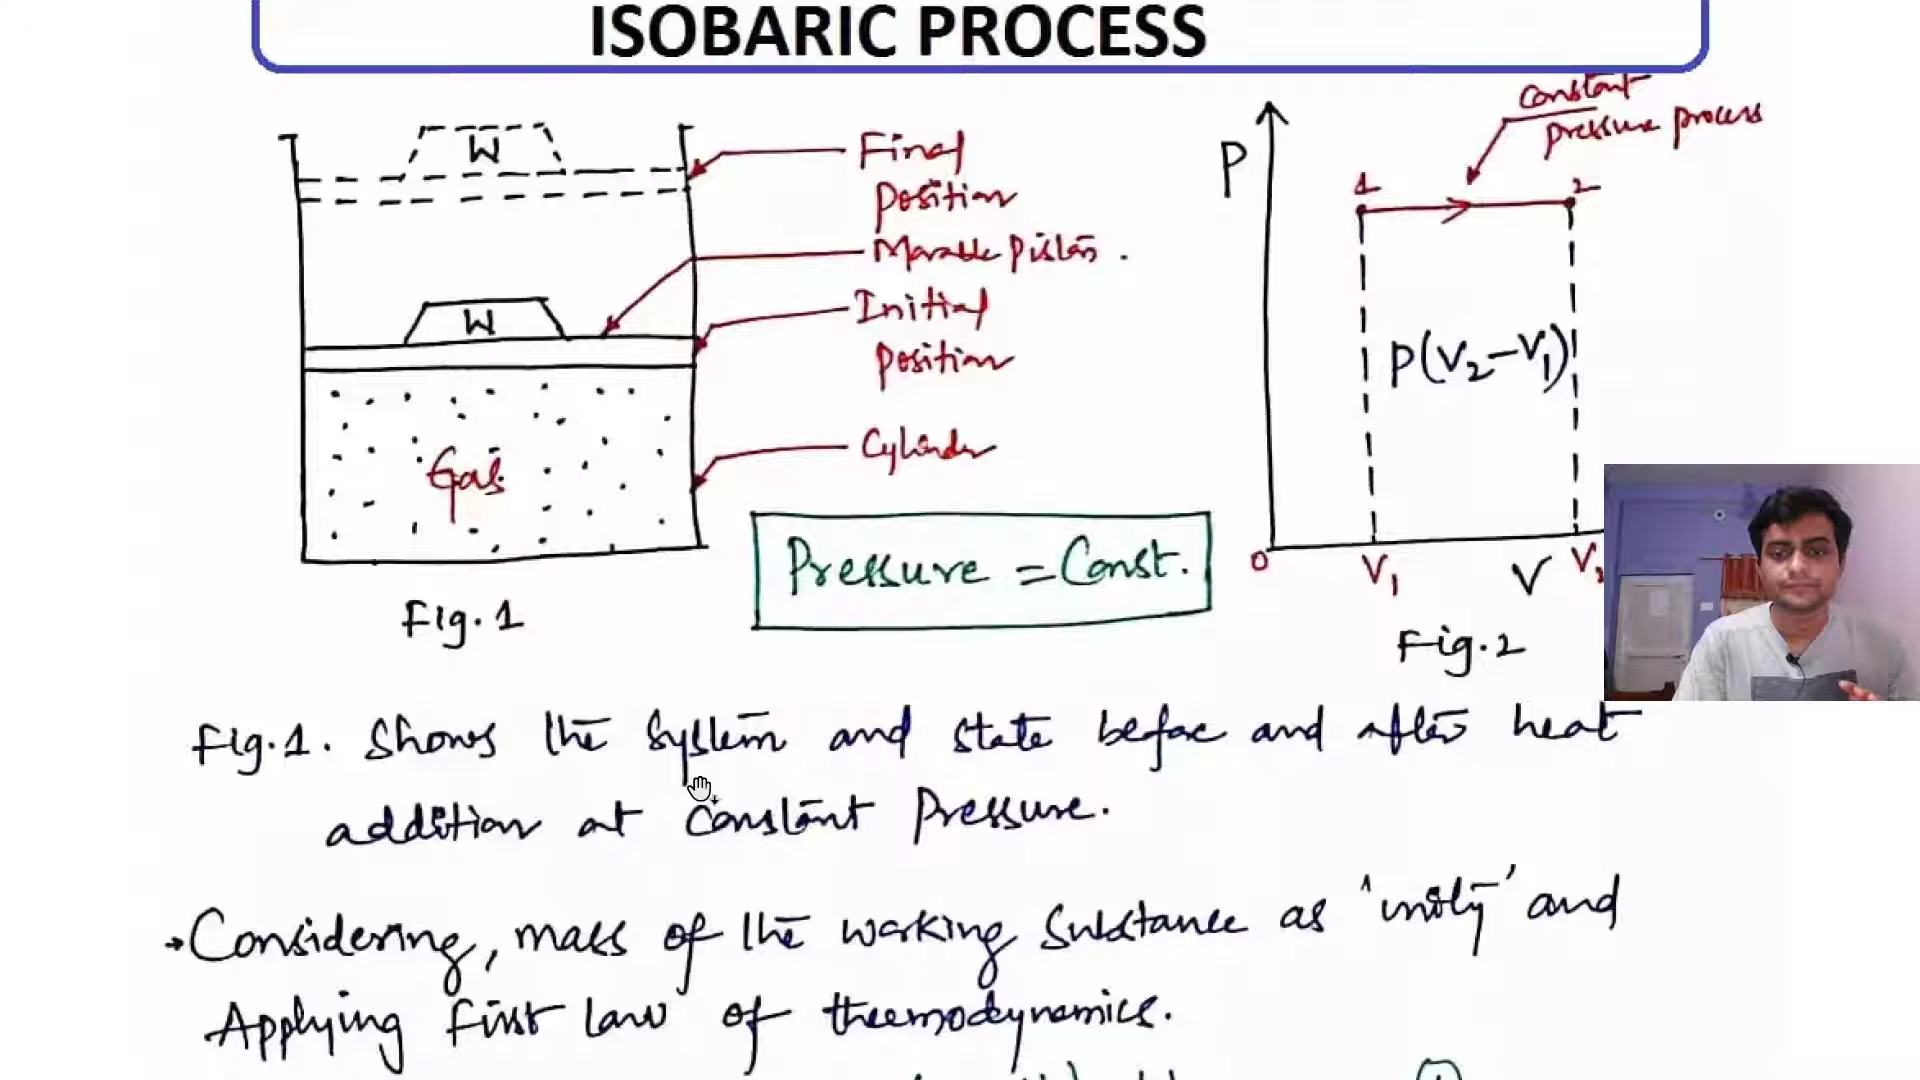 ISOBARIC PROCESS
W
Final
position
Movable Piston.
W
Initial
position
Cylinder
Gas
Fig. 1
Pressure = Const.
constant
pressure process
P
1
2
P(V2-V1)
0
V1
V
Fig. 2
Fig. 1. Shows the System and state before and after heat
addition at constant Pressure.
→ Considering, mass of the working Substance as 'unity' and
Applying first law of thermodynamics.